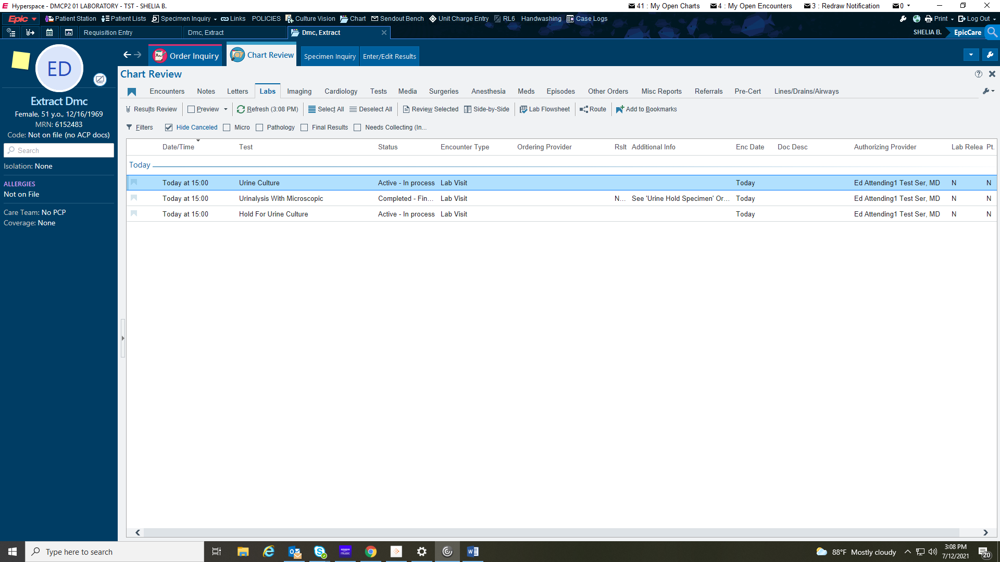 Hyperspace - DMCP2 01 LABORATORY - TST - SHELIA B.
41 : My Open Charts 4 : My Open Encounters 3 : Redraw Notification 0
Epic Patient Station Patient Lists Specimen Inquiry Links POLICIES Culture Vision Chart Sendout Bench Unit Charge Entry RL6 Handwashing Case Logs Print Log Out
Requisition Entry Dmc, Extract Dmc, Extract SHELIA B. EpicCare
ED
Extract Dmc
Female, 51 y.o., 12/16/1969
MRN: 6152483
Code: Not on file (no ACP docs)
Search
Isolation: None
ALLERGIES
Not on File
Care Team: No PCP
Coverage: None
Order Inquiry Chart Review Specimen Inquiry Enter/Edit Results
Chart Review
Encounters Notes Letters Labs Imaging Cardiology Tests Media Surgeries Anesthesia Meds Episodes Other Orders Misc Reports Referrals Pre-Cert Lines/Drains/Airways
Results Review Preview Refresh (3:08 PM) Select All Deselect All Review Selected Side-by-Side Lab Flowsheet Route Add to Bookmarks
Filters Hide Canceled Micro Pathology Final Results Needs Collecting (In...
Date/Time Test Status Encounter Type Ordering Provider Rslt Additional Info Enc Date Doc Desc Authorizing Provider Lab Relea Pt.
Today
Today at 15:00 Urine Culture Active - In process Lab Visit Today Ed Attending1 Test Ser, MD N N
Today at 15:00 Urinalysis With Microscopic Completed - Fin... Lab Visit N... See 'Urine Hold Specimen' Or... Today Ed Attending1 Test Ser, MD N N
Today at 15:00 Hold For Urine Culture Active - In process Lab Visit Today Ed Attending1 Test Ser, MD N N
Type here to search
amazon music
88°F Mostly cloudy
3:08 PM
7/12/2021
20